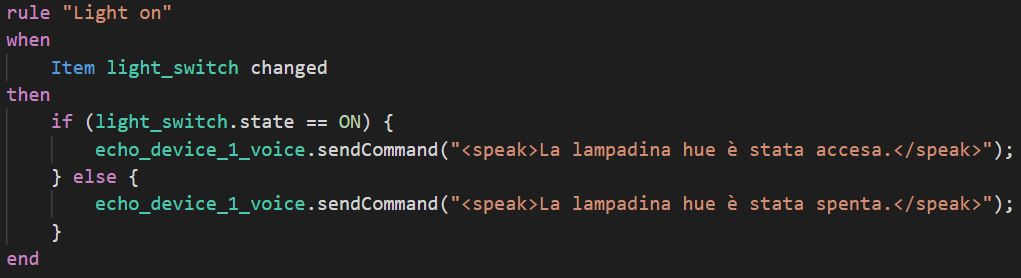 rule "Light on"
when
    Item light_switch changed
then
    if (light_switch.state == ON) {
        echo_device_1_voice.sendCommand("<speak>La lampadina hue è stata accesa.</speak>");
    } else {
        echo_device_1_voice.sendCommand("<speak>La lampadina hue è stata spenta.</speak>");
    }
end